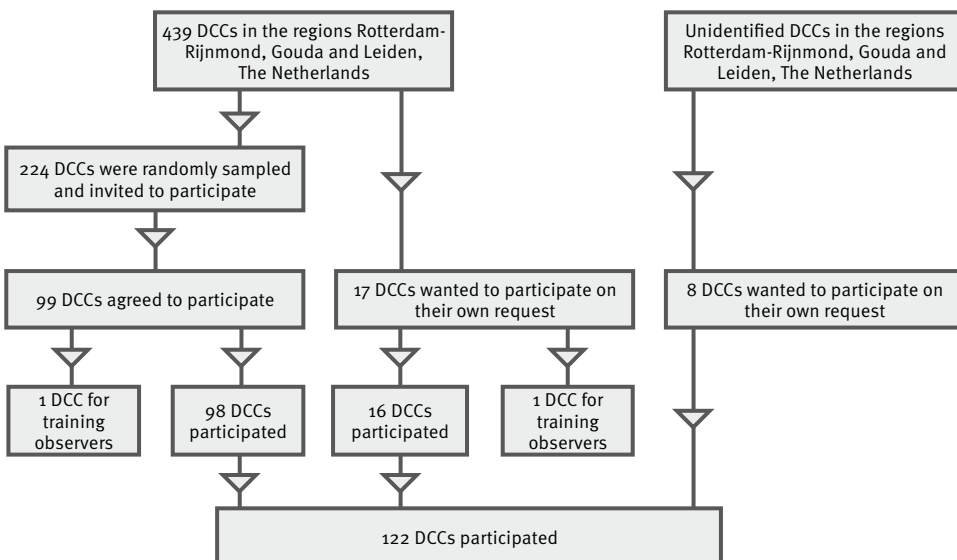 439 DCCs in the regions Rotterdam-
Rijnmond, Gouda and Leiden,
The Netherlands
Unidentified DCCs in the regions
Rotterdam-Rijnmond, Gouda and
Leiden, The Netherlands
224 DCCs were randomly sampled
and invited to participate
99 DCCs agreed to participate
17 DCCs wanted to participate on
their own request
8 DCCs wanted to participate on
their own request
1 DCC for
training
observers
98 DCCs
participated
16 DCCs
participated
1 DCC for
training
observers
122 DCCs participated